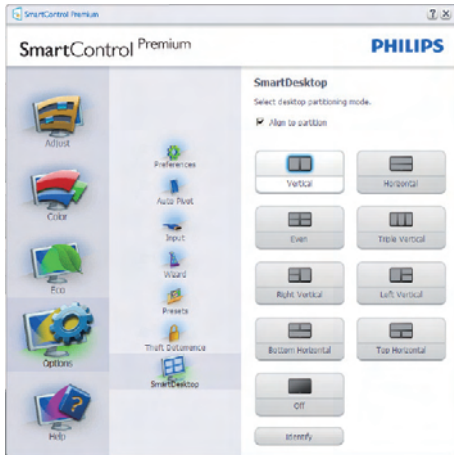 SmartControl Premium
SmartControl Premium
PHILIPS
Adjust
Color
Eco
Options
Help
Preferences
Auto Pivot
Input
Wizard
Presets
Theft Deterrence
SmartDesktop
SmartDesktop
Select desktop partitioning mode.
Align to partition
Vertical
Horizontal
Even
Triple Vertical
Right Vertical
Left Vertical
Bottom Horizontal
Top Horizontal
Off
Identify